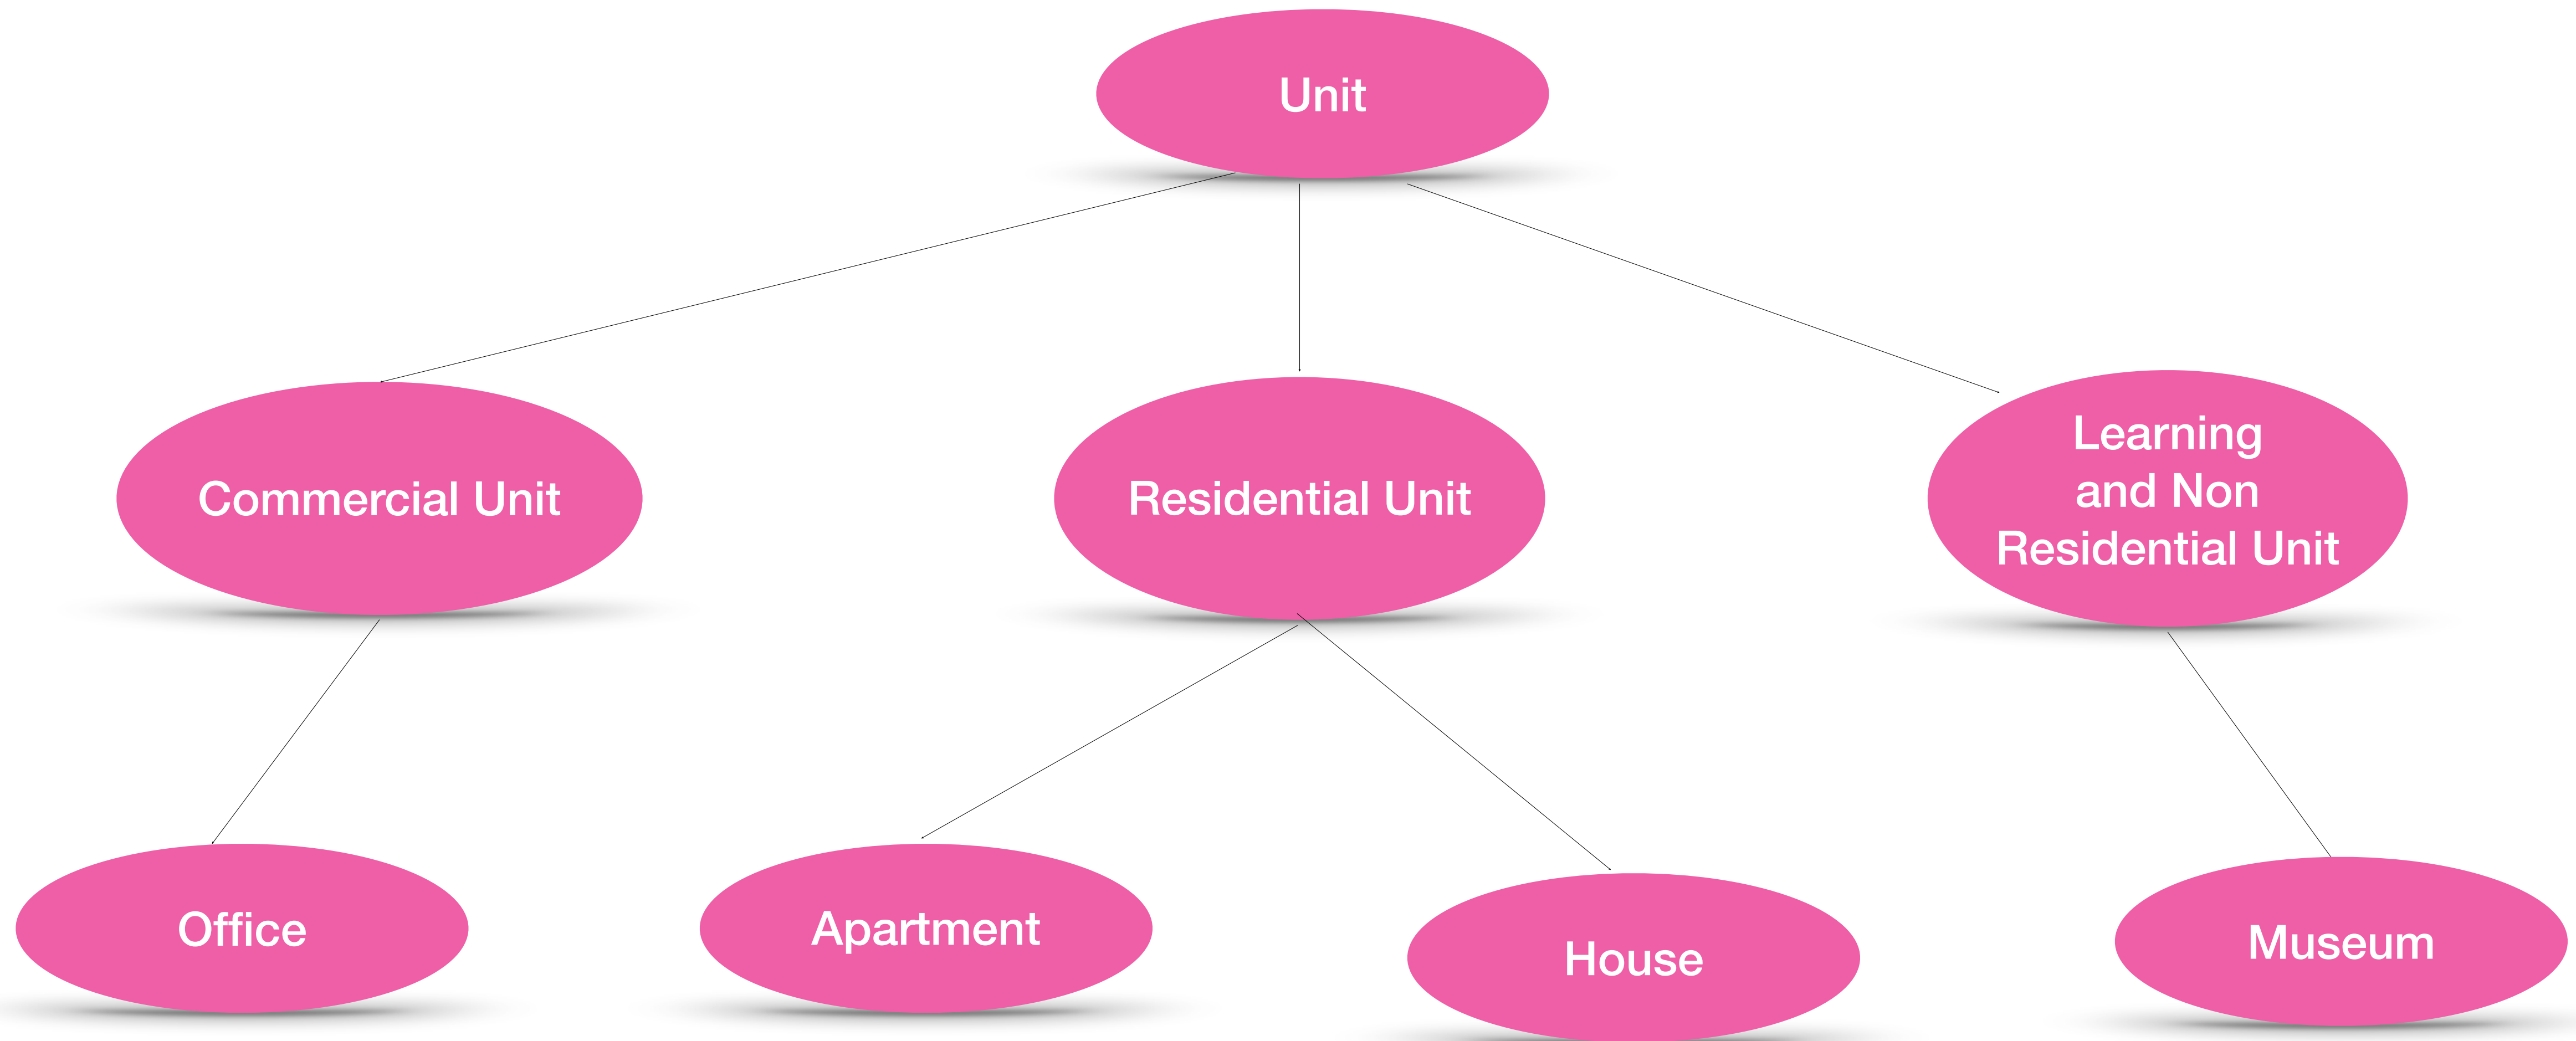 Unit
Commercial Unit
Residential Unit
Learning
and Non
Residential Unit
Office
Apartment
House
Museum